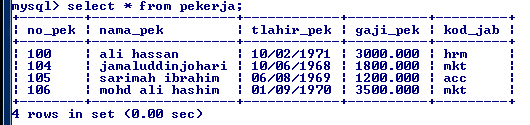 mysql> select * from pekerja;
+--------+------------------+------------+----------+---------+
| no_pek | nama_pek | tlahir_pek | gaji_pek | kod_jab |
+--------+------------------+------------+----------+---------+
| 100 | ali hassan | 10/02/1971 | 3000.000 | hrm |
| 104 | jamaluddinjohari | 10/06/1968 | 1800.000 | mkt |
| 105 | sarimah ibrahim | 06/08/1969 | 1200.000 | acc |
| 106 | mohd ali hashim | 01/09/1970 | 3500.000 | mkt |
+--------+------------------+------------+----------+---------+
4 rows in set (0.00 sec)